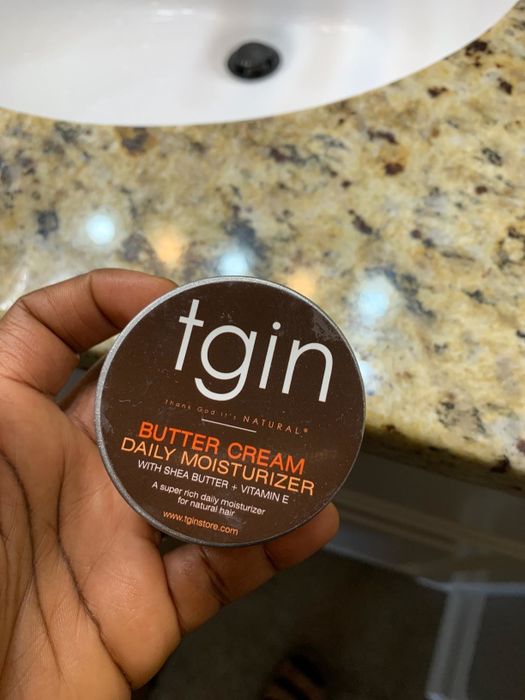 tgin
thank God it's NATURAL®
BUTTER CREAM
DAILY MOISTURIZER
WITH SHEA BUTTER + VITAMIN E
A super rich daily moisturizer
for natural hair
www.tginstore.com